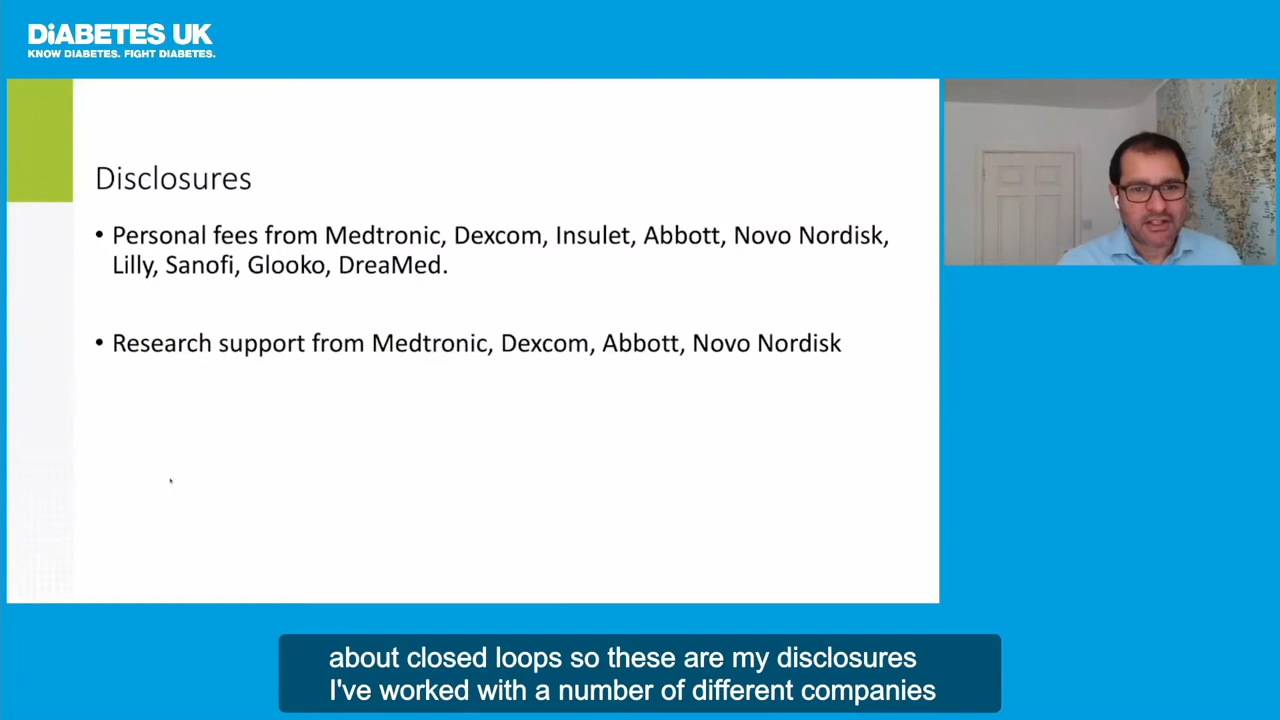 DiABETES UK
KNOW DIABETES. FIGHT DIABETES.
Disclosures
• Personal fees from Medtronic, Dexcom, Insulet, Abbott, Novo Nordisk,
Lilly, Sanofi, Glooko, DreaMed.
• Research support from Medtronic, Dexcom, Abbott, Novo Nordisk
about closed loops so these are my disclosures
I've worked with a number of different companies